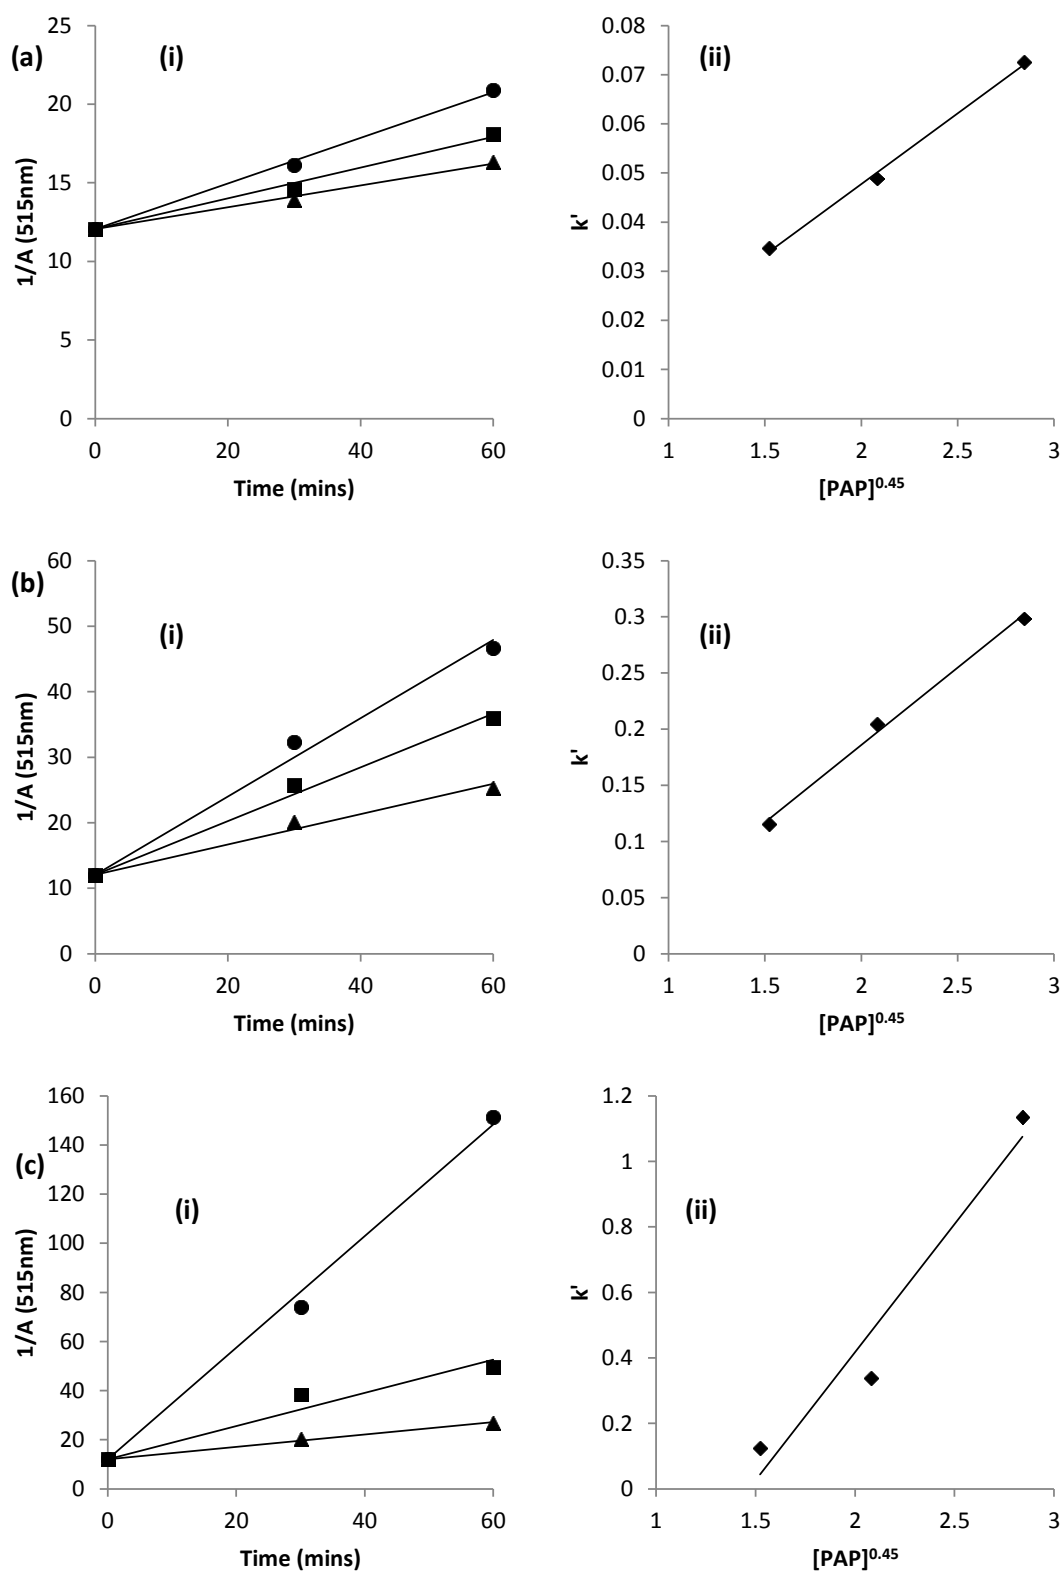 (a)
(i)
25
20
15
10
5
0
1/A (515nm)
0 20 40 60
Time (mins)
(ii)
0.08
0.07
0.06
0.05
0.04
0.03
0.02
0.01
0
k'
1 1.5 2 2.5 3
[PAP]^0.45
(b)
(i)
60
50
40
30
20
10
0
1/A (515nm)
0 20 40 60
Time (mins)
(ii)
0.35
0.3
0.25
0.2
0.15
0.1
0.05
0
k'
1 1.5 2 2.5 3
[PAP]^0.45
(c)
(i)
160
140
120
100
80
60
40
20
0
1/A (515nm)
0 20 40 60
Time (mins)
(ii)
1.2
1
0.8
0.6
0.4
0.2
0
k'
1 1.5 2 2.5 3
[PAP]^0.45